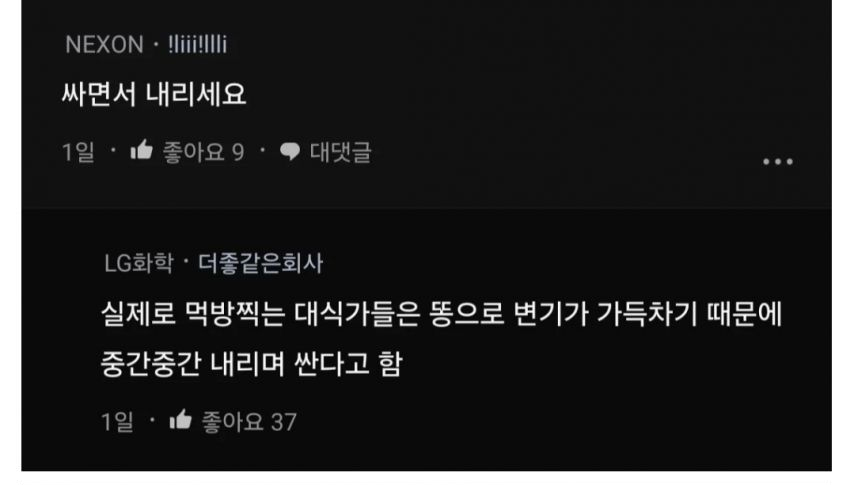 NEXON · !liiii!llli
싸면서 내리세요
1일 · 좋아요 9 · 대댓글
LG화학 · 더좋같은회사
실제로 먹방찍는 대식가들은 똥으로 변기가 가득차기 때문에
중간중간 내리며 싼다고 함
1일 · 좋아요 37